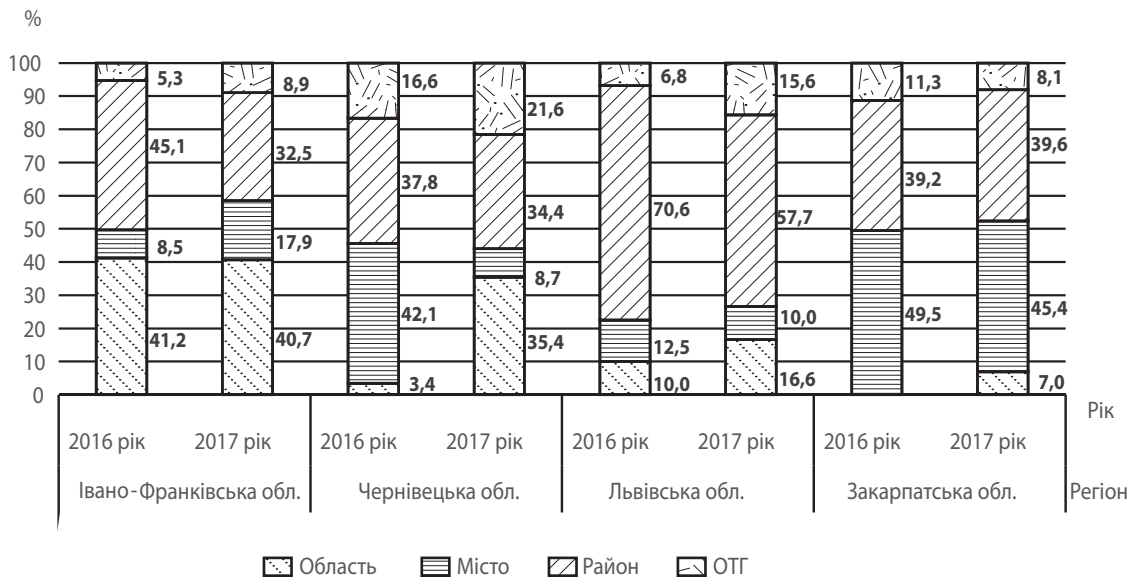 %
100
90
80
70
60
50
40
30
20
10
0
5,3 8,9 16,6 21,6 6,8 15,6 11,3 8,1
45,1 32,5 37,8 34,4 70,6 57,7 39,2 39,6
8,5 17,9 42,1 8,7 12,5 10,0 49,5 45,4
41,2 40,7 3,4 35,4 10,0 16,6 7,0
Рік
2016 рік 2017 рік 2016 рік 2017 рік 2016 рік 2017 рік 2016 рік 2017 рік
Івано-Франківська обл. Чернівецька обл. Львівська обл. Закарпатська обл. Регіон
Область Місто Район ОТГ